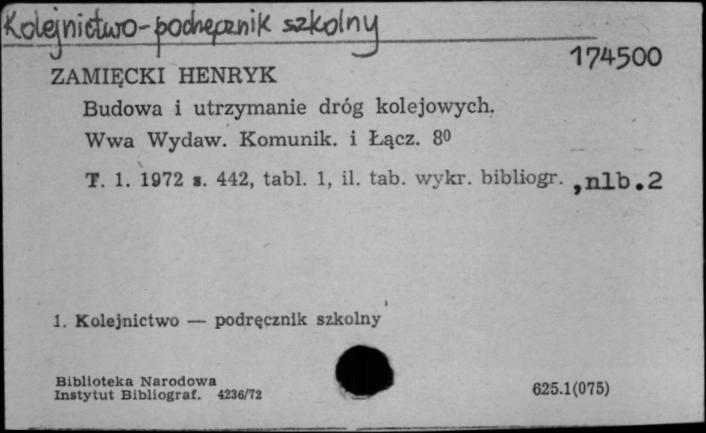 Kolejnictwo-podręcznik szkolny
174500
ZAMIĘCKI HENRYK
Budowa i utrzymanie dróg kolejowych.
Wwa Wydaw. Komunik. i Łącz. 8⁰
T. 1. 1972 s. 442, tabl. 1, il. tab. wykr. bibliogr. ,nlb.2
1. Kolejnictwo — podręcznik szkolny
Biblioteka Narodowa
Instytut Bibliograf. 4236/72
625.1(075)